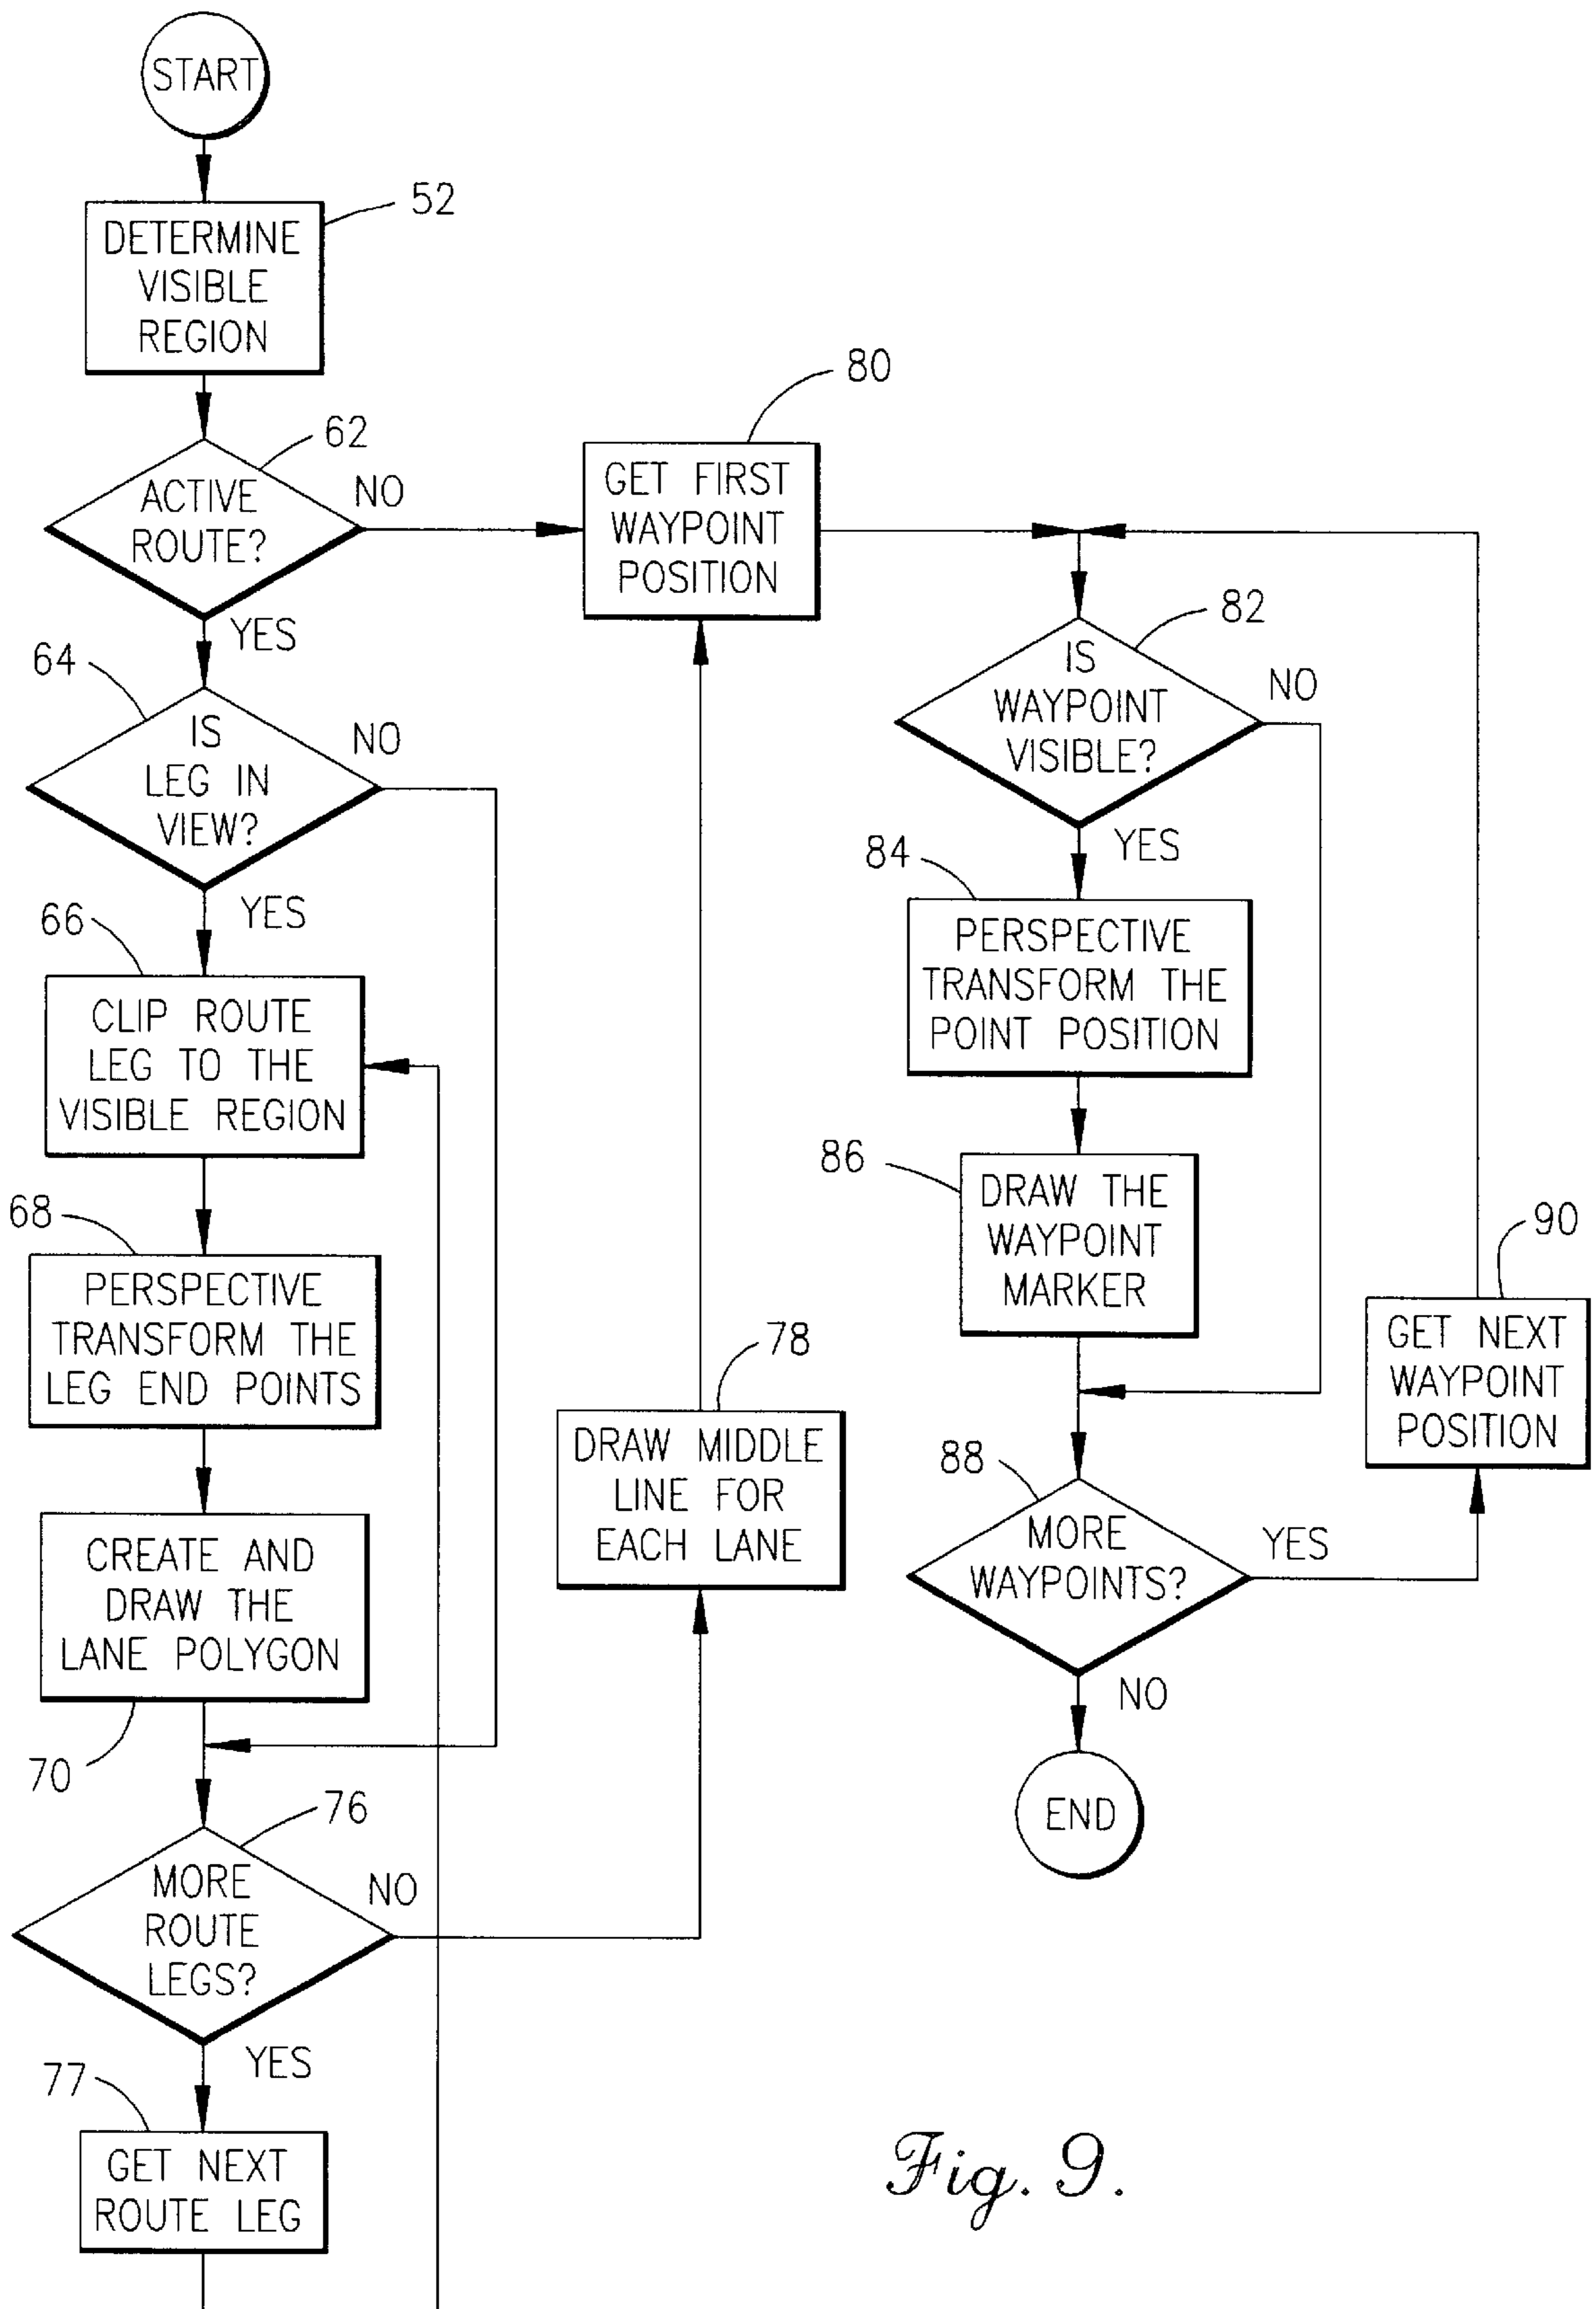 START
52
DETERMINE
VISIBLE
REGION
62
ACTIVE
ROUTE?
NO
YES
64
IS
LEG IN
VIEW?
NO
YES
66
CLIP ROUTE
LEG TO THE
VISIBLE REGION
68
PERSPECTIVE
TRANSFORM THE
LEG END POINTS
CREATE AND
DRAW THE
LANE POLYGON
70
76
MORE
ROUTE
LEGS?
NO
YES
77
GET NEXT
ROUTE LEG
78
DRAW MIDDLE
LINE FOR
EACH LANE
80
GET FIRST
WAYPOINT
POSITION
82
IS
WAYPOINT
VISIBLE?
NO
YES
84
PERSPECTIVE
TRANSFORM THE
POINT POSITION
86
DRAW THE
WAYPOINT
MARKER
88
MORE
WAYPOINTS?
YES
NO
90
GET NEXT
WAYPOINT
POSITION
END
Fig. 9.